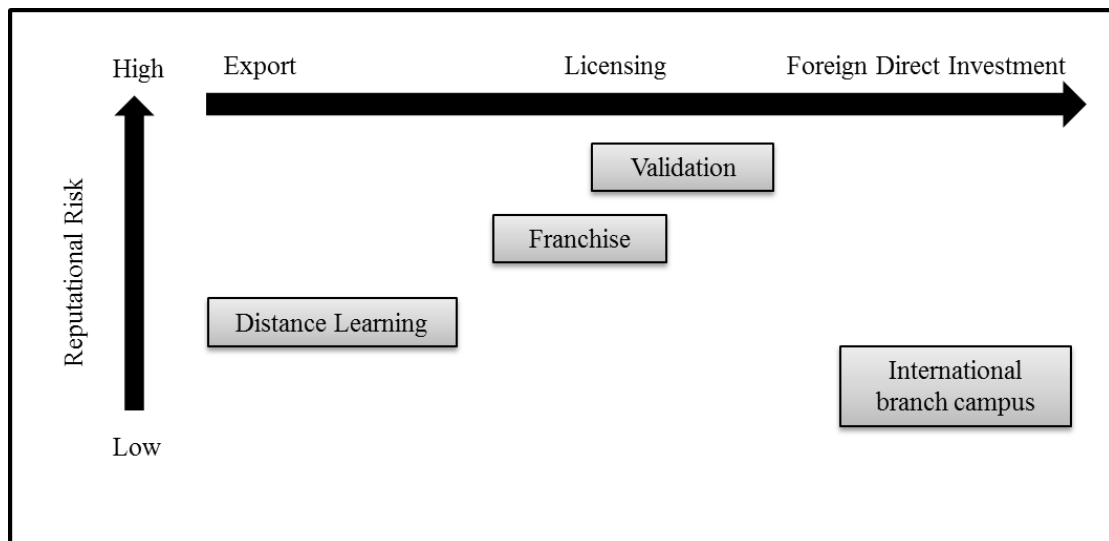 High
Export
Licensing
Foreign Direct Investment
Validation
Franchise
Reputational Risk
Distance Learning
International
branch campus
Low